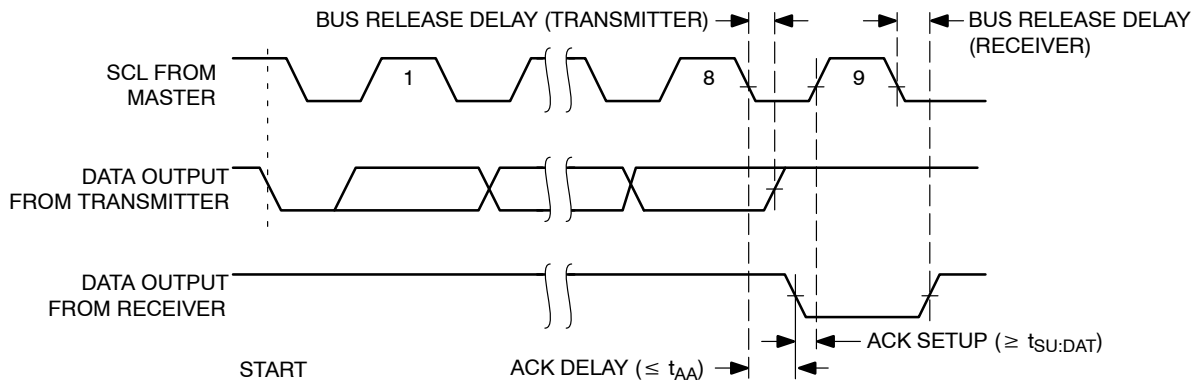 BUS RELEASE DELAY (TRANSMITTER)
BUS RELEASE DELAY
(RECEIVER)
SCL FROM
MASTER
1
8
9
DATA OUTPUT
FROM TRANSMITTER
DATA OUTPUT
FROM RECEIVER
START
ACK DELAY (≤ tAA)
ACK SETUP (≥ tSU:DAT)